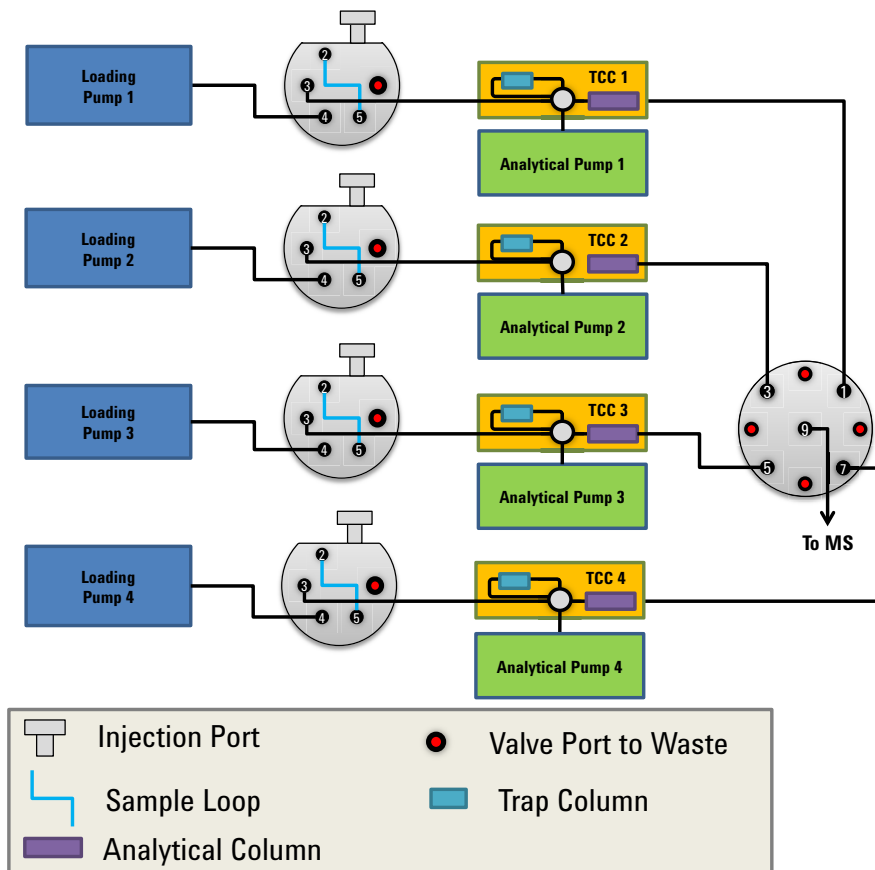 Loading
Pump 1
2
3
4
5
TCC 1
Analytical Pump 1
Loading
Pump 2
2
3
4
5
TCC 2
Analytical Pump 2
Loading
Pump 3
2
3
4
5
TCC 3
Analytical Pump 3
3
1
9
5
7
To MS
Loading
Pump 4
2
3
4
5
TCC 4
Analytical Pump 4
Injection Port
Valve Port to Waste
Sample Loop
Trap Column
Analytical Column